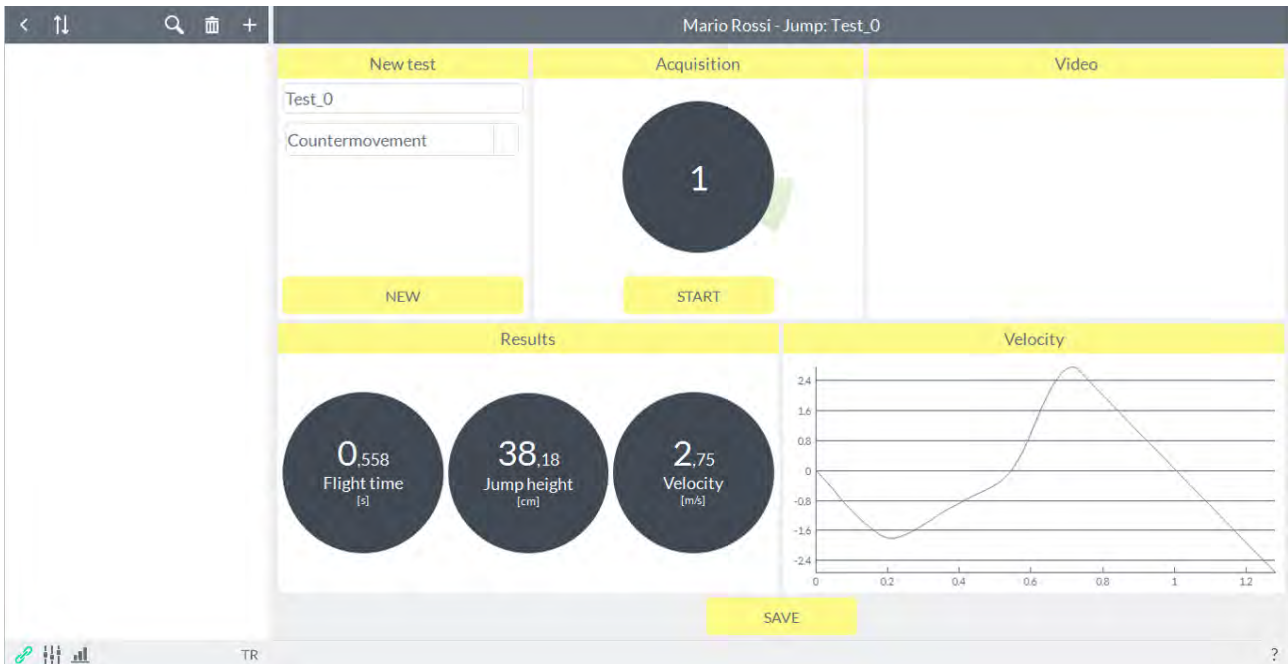 Mario Rossi - Jump: Test_0
New test
Acquisition
Video
Test_0
Countermovement
1
NEW
START
Results
Velocity
0,558
Flight time
[s]
38,18
Jump height
[cm]
2,75
Velocity
[m/s]
2.4
1.6
0.8
0
-0.8
-1.6
-2.4
0 0.2 0.4 0.6 0.8 1 1.2
SAVE
TR
?